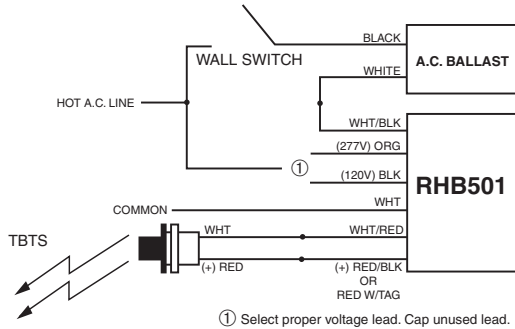 BLACK
WALL SWITCH
A.C. BALLAST
WHITE
HOT A.C. LINE
WHT/BLK
(277V) ORG
①
(120V) BLK
RHB501
WHT
COMMON
TBTS
WHT
WHT/RED
(+) RED
(+) RED/BLK
OR
RED W/TAG
① Select proper voltage lead. Cap unused lead.